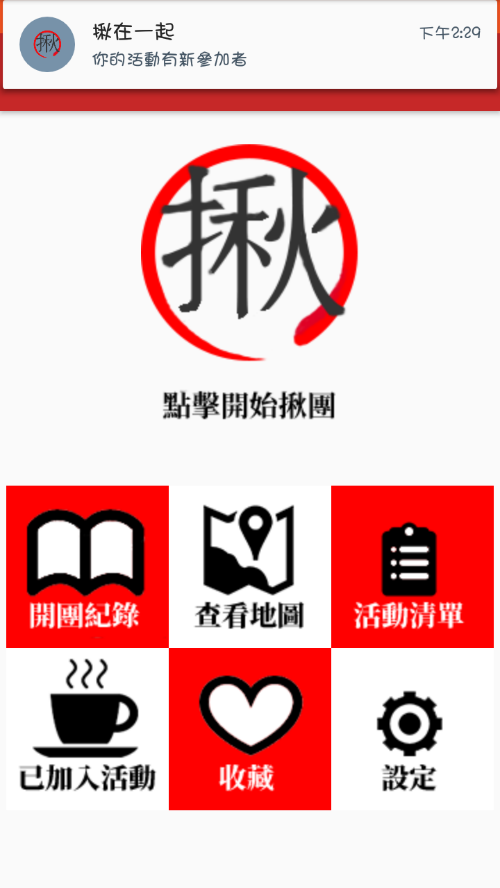 揪在一起
下午2:29
你的活動有新參加者
揪
點擊開始揪團
開團紀錄
查看地圖
活動清單
已加入活動
收藏
設定